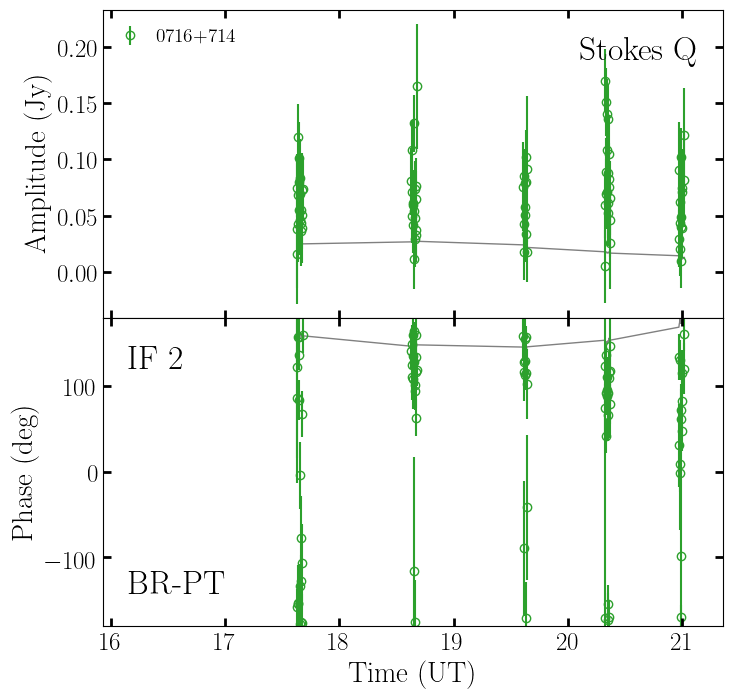 0716+714
Stokes Q
0.20
0.15
0.10
0.05
0.00
Amplitude (Jy)
IF 2
100
0
−100
Phase (deg)
BR-PT
16 17 18 19 20 21
Time (UT)